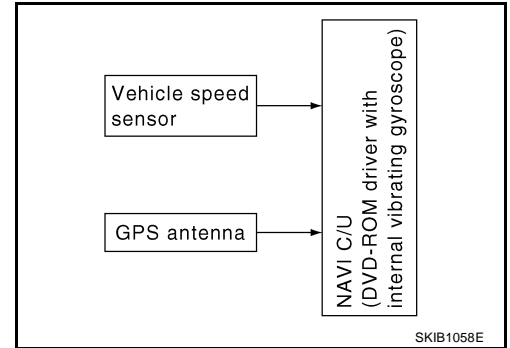 Vehicle speed
sensor
GPS antenna
NAVI C/U
(DVD-ROM driver with
internal vibrating gyroscope)
SKIB1058E